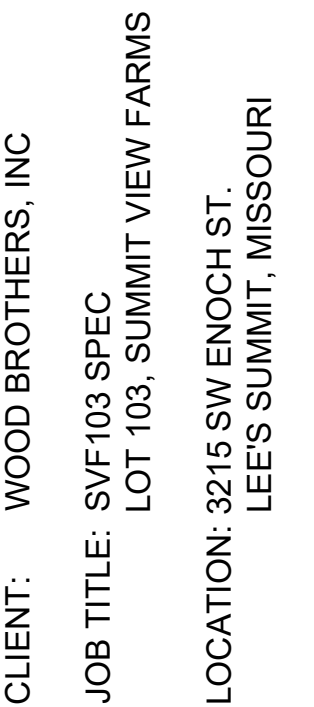 CLIENT: WOOD BROTHERS, INC
JOB TITLE: SVF103 SPEC
LOT 103, SUMMIT VIEW FARMS
LOCATION: 3215 SW ENOCH ST.
LEE'S SUMMIT, MISSOURI